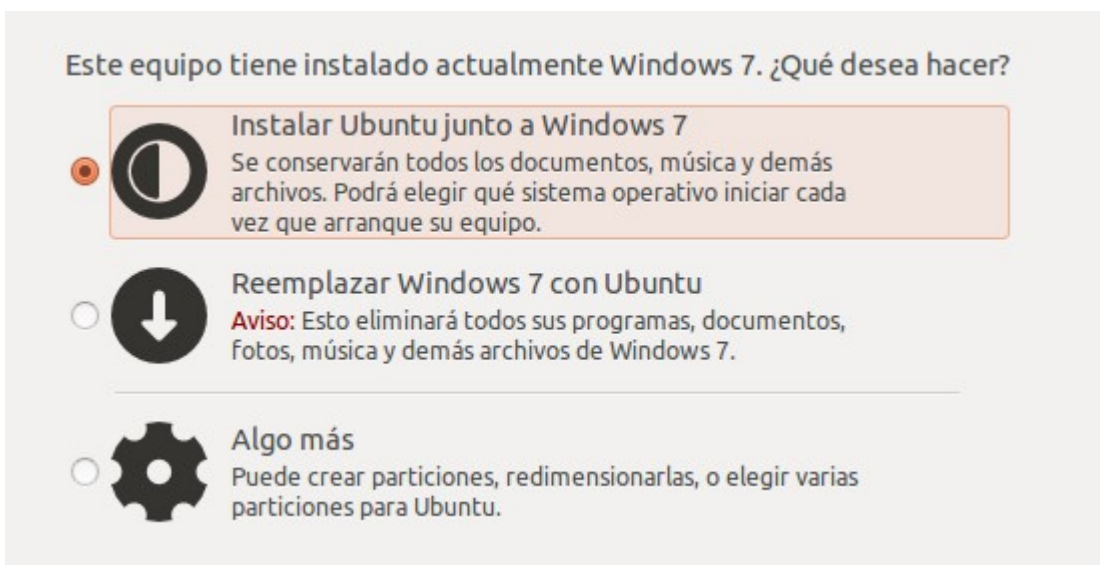 Este equipo tiene instalado actualmente Windows 7. ¿Qué desea hacer?
Instalar Ubuntu junto a Windows 7
Se conservarán todos los documentos, música y demás
archivos. Podrá elegir qué sistema operativo iniciar cada
vez que arranque su equipo.
Reemplazar Windows 7 con Ubuntu
Aviso: Esto eliminará todos sus programas, documentos,
fotos, música y demás archivos de Windows 7.
Algo más
Puede crear particiones, redimensionarlas, o elegir varias
particiones para Ubuntu.